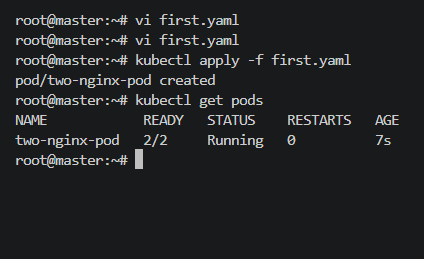 root@master:~# vi first.yaml
root@master:~# vi first.yaml
root@master:~# kubectl apply -f first.yaml
pod/two-nginx-pod created
root@master:~# kubectl get pods
NAME READY STATUS RESTARTS AGE
two-nginx-pod 2/2 Running 0 7s
root@master:~#